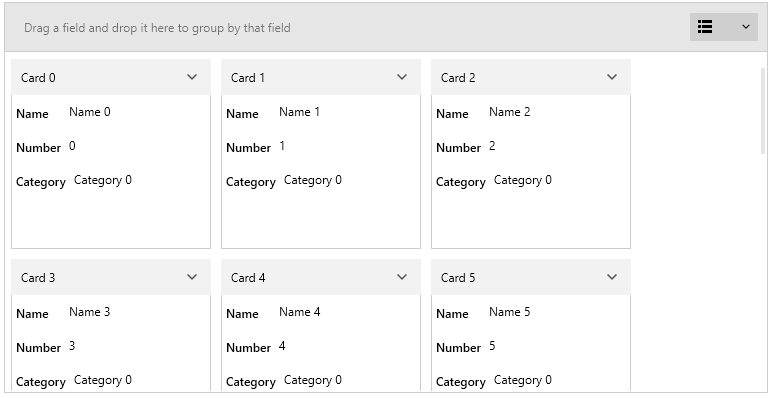 Drag a field and drop it here to group by that field
Card 0 Card 1 Card 2
Name Name 0 Name Name 1 Name Name 2
Number 0 Number 1 Number 2
Category Category 0 Category Category 0 Category Category 0
Card 3 Card 4 Card 5
Name Name 3 Name Name 4 Name Name 5
Number 3 Number 4 Number 5
Category Category 0 Category Category 0 Category Category 0